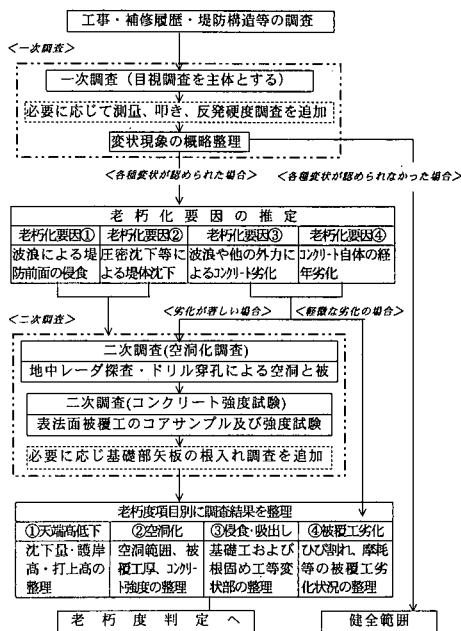 工事・補修履歴・堤防構造等の調査
<一次調査>
一次調査(目視調査を主体とする)
必要に応じて測量、叩き、反発硬度調査を追加
変状現象の概略整理
<各種変状が認められた場合>
<各種変状が認められなかった場合>
老朽化要因の推定
老朽化要因①
老朽化要因②
老朽化要因③
老朽化要因④
波浪による堤
防前面の侵食
圧密沈下等に
よる堤体沈下
波浪や他の外力に
よるコンクリート劣化
コンクリート自体の経
年劣化
<劣化が著しい場合>
<軽微な劣化の場合>
<二次調査>
二次調査(空洞化調査)
地中レーダ探査・ドリル穿孔による空洞と被
二次調査(コンクリート強度試験)
表法面被覆工のコアサンプル及び強度試験
必要に応じ基礎部矢板の根入れ調査を追加
老朽度項目別に調査結果を整理
①天端高低下
②空洞化
③侵食・吸出し
④被覆工劣化
沈下量・護岸
高・打上高の
整理
空洞範囲、被
覆工厚、コンクリー
ト強度の整理
基礎工および
根固め工等変
状部の整理
ひび割れ、摩耗
等の被覆工劣
化状況の整理
老朽度判定へ
健全範囲